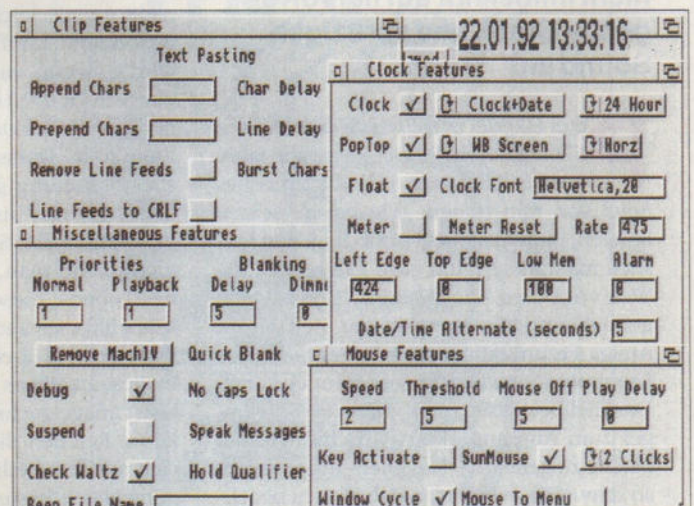 Clip Features
Text Pasting
Append Chars Char Delay
Prepend Chars Line Delay
Remove Line Feeds Burst Chars
Line Feeds to CRLF
22.01.92 13:33:16
Clock Features
Clock Clock+Date 24 Hour
PopTop WB Screen Horz
Float Clock Font Helvetica,20
Meter Meter Reset Rate 475
Left Edge Top Edge Low Mem Alarm
424 0 100 0
Date/Time Alternate (seconds) 5
Miscellaneous Features
Priorities Blanking
Normal Playback Delay
1 1 5 0
Remove MachIV Quick Blank
Debug No Caps Lock
Suspend Speak Messages
Check Waltz Hold Qualifier
Beep File Name
Mouse Features
Speed Threshold Mouse Off Play Delay
2 5 5 0
Key Activate SunMouse 2 Clicks
Window Cycle Mouse To Menu